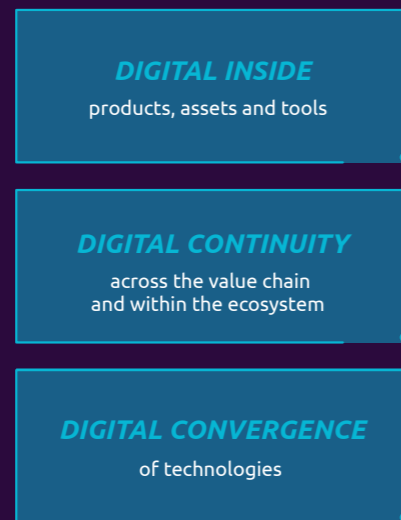 DIGITAL INSIDE
products, assets and tools
DIGITAL CONTINUITY
across the value chain
and within the ecosystem
DIGITAL CONVERGENCE
of technologies